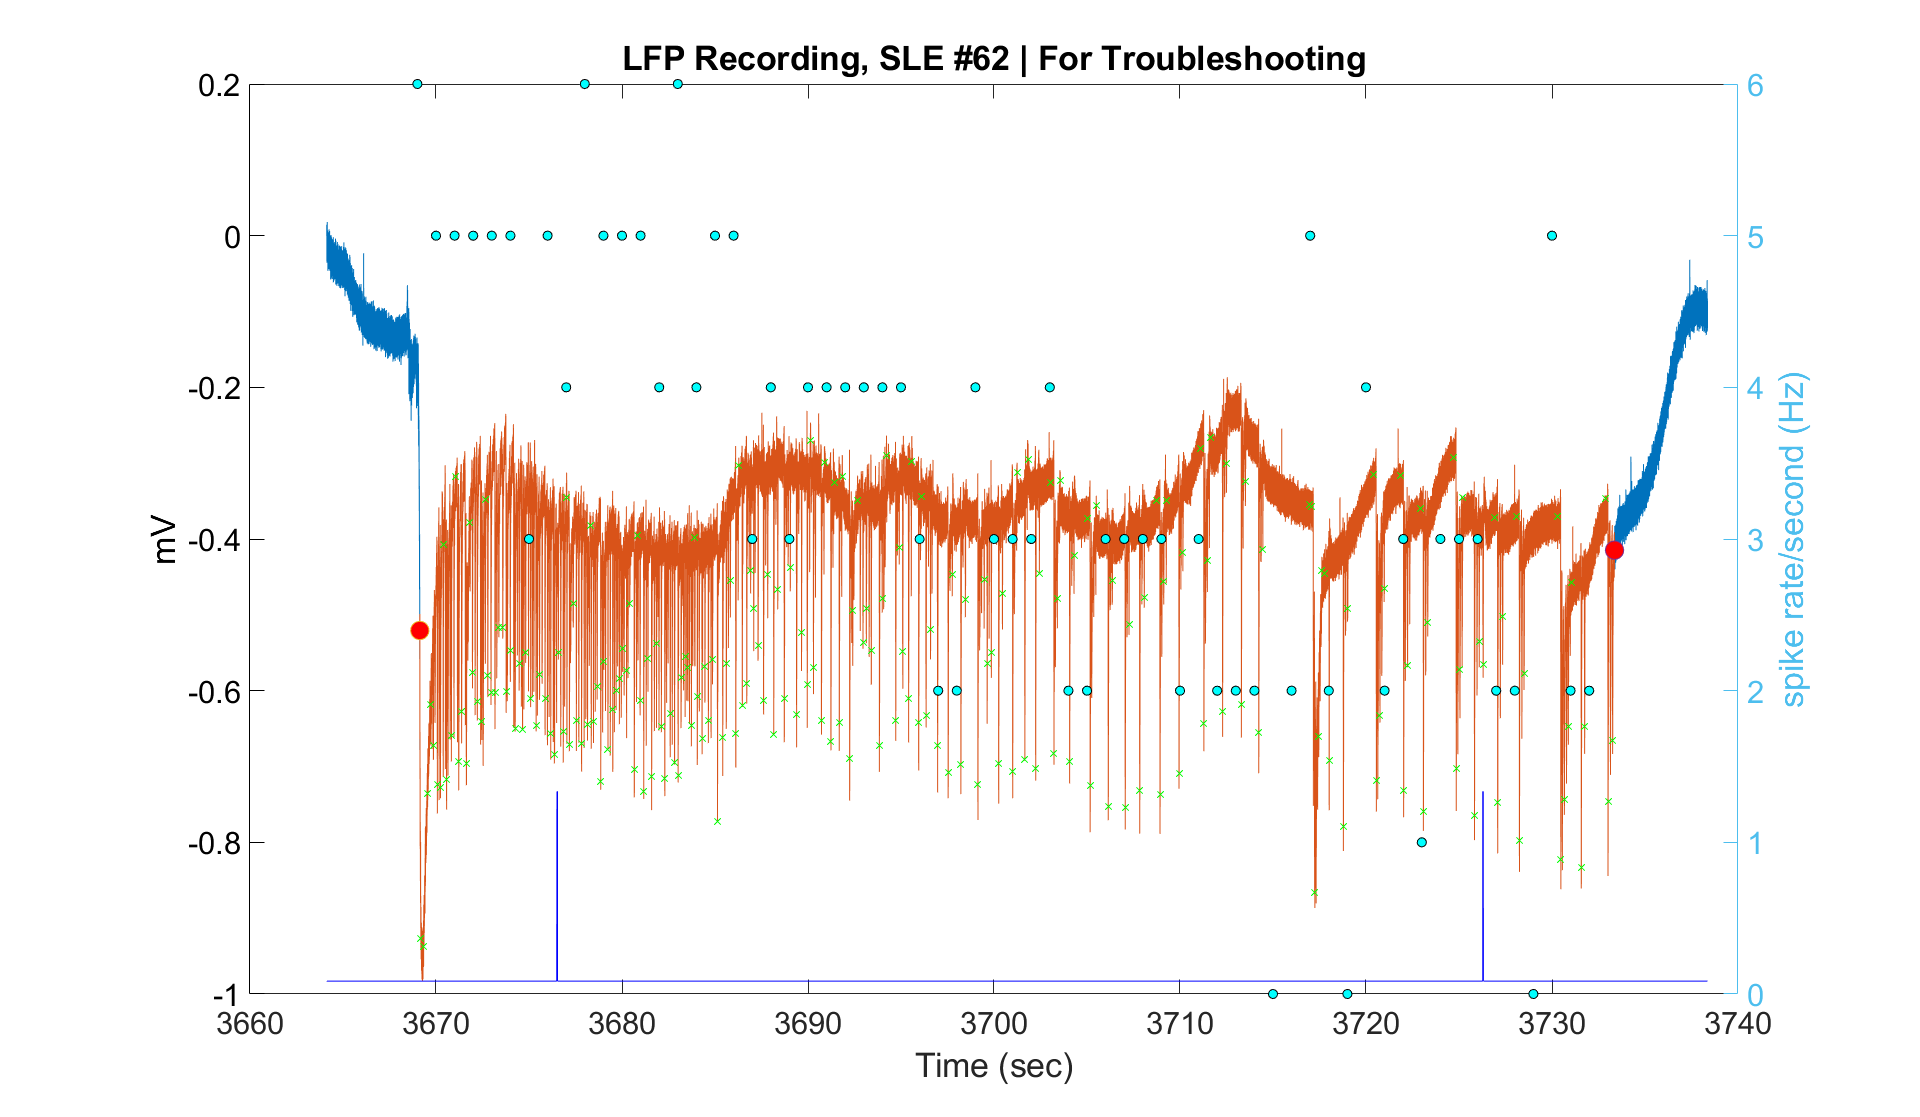 LFP Recording, SLE #62 | For Troubleshooting
0.2
0
-0.2
-0.4
-0.6
-0.8
-1
mV
6
5
4
3
2
1
0
spike rate/second (Hz)
3660 3670 3680 3690 3700 3710 3720 3730 3740
Time (sec)